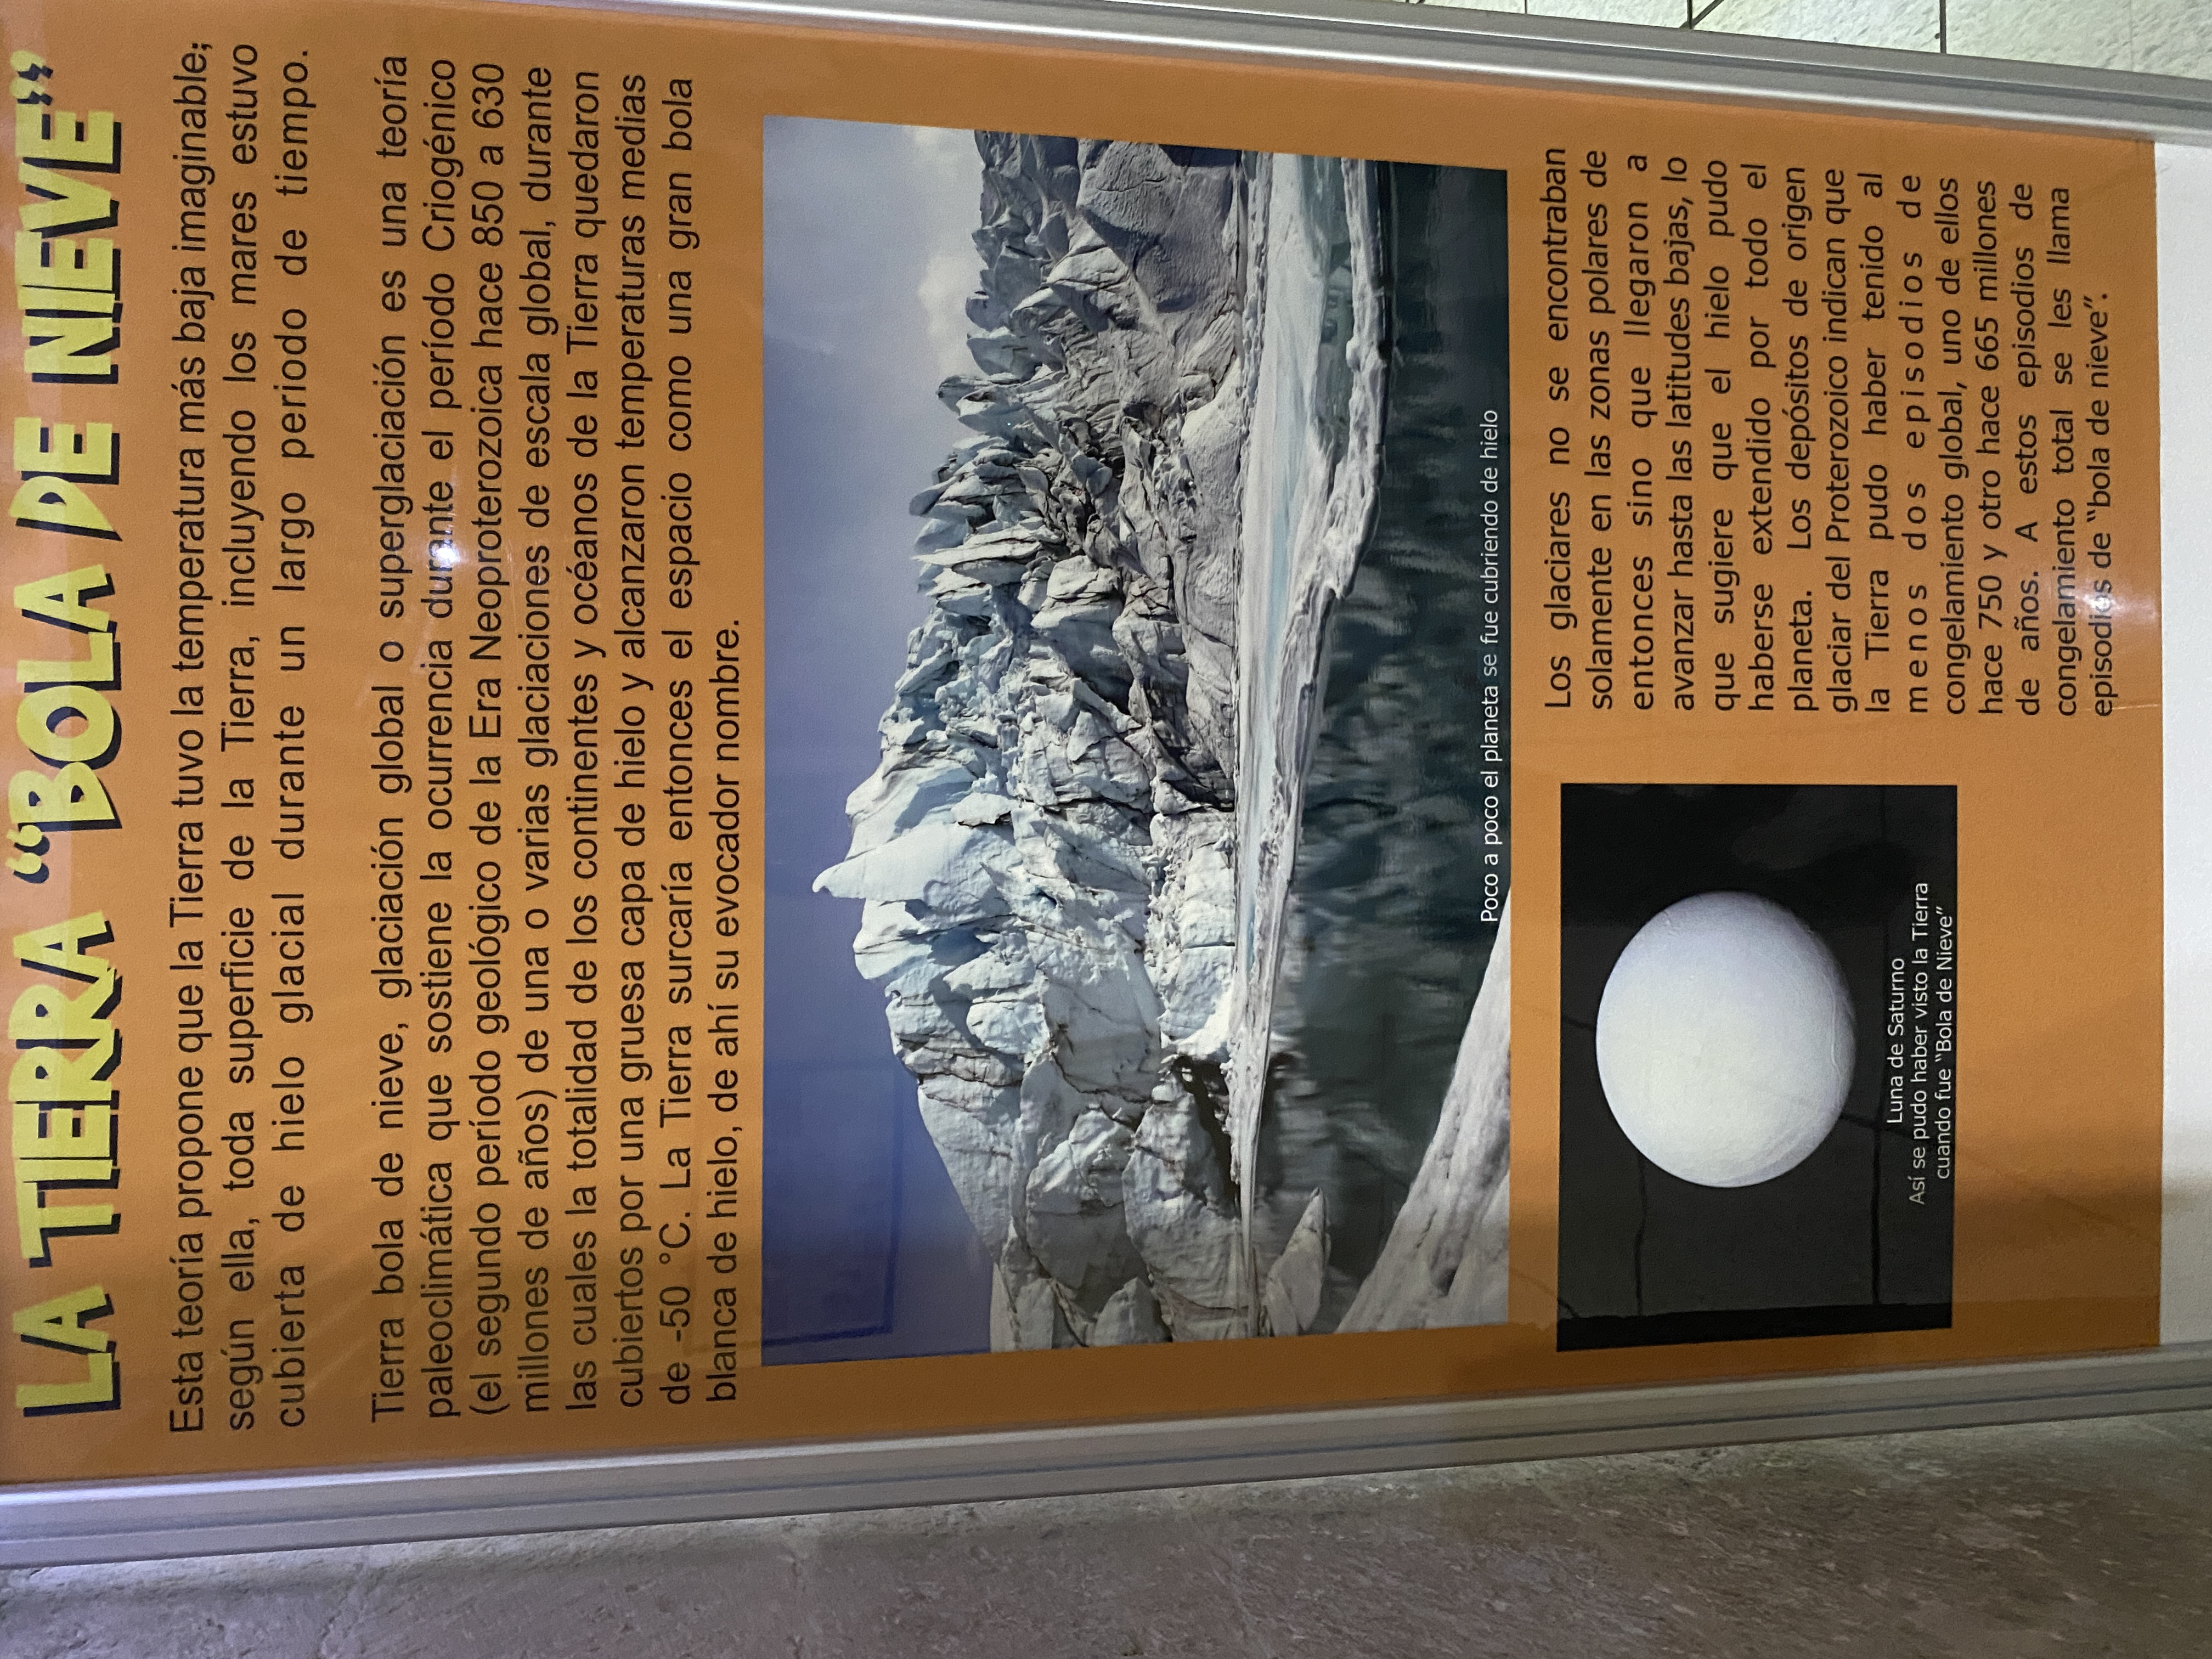 LA TIERRA “BOLA DE NIEVE”
Esta teoría propone que la Tierra tuvo la temperatura más baja imaginable;
según ella, toda superficie de la Tierra, incluyendo los mares estuvo
cubierta de hielo glacial durante un largo periodo de tiempo.
Tierra bola de nieve, glaciación global o superglaciación es una teoría
paleoclimática que sostiene la ocurrencia durante el período Criogénico
(el segundo período geológico de la Era Neoproterozoica hace 850 a 630
millones de años) de una o varias glaciaciones de escala global, durante
las cuales la totalidad de los continentes y océanos de la Tierra quedaron
cubiertos por una gruesa capa de hielo y alcanzaron temperaturas medias
de -50 °C. La Tierra surcaría entonces el espacio como una gran bola
blanca de hielo, de ahí su evocador nombre.
Poco a poco el planeta se fue cubriendo de hielo
Luna de Saturno
Así se pudo haber visto la Tierra
cuando fue “Bola de Nieve”
Los glaciares no se encontraban
solamente en las zonas polares de
entonces sino que llegaron a
avanzar hasta las latitudes bajas, lo
que sugiere que el hielo pudo
haberse extendido por todo el
planeta. Los depósitos de origen
glaciar del Proterozoico indican que
la Tierra pudo haber tenido al
menos dos episodios de
congelamiento global, uno de ellos
hace 750 y otro hace 665 millones
de años. A estos episodios de
congelamiento total se les llama
episodios de “bola de nieve”.